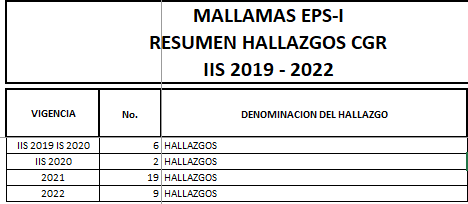 MALLAMAS EPS-I
RESUMEN HALLAZGOS CGR
IIS 2019 - 2022
VIGENCIA No. DENOMINACION DEL HALLAZGO
IIS 2019 IS 2020 6 HALLAZGOS
IIS 2020 2 HALLAZGOS
2021 19 HALLAZGOS
2022 9 HALLAZGOS